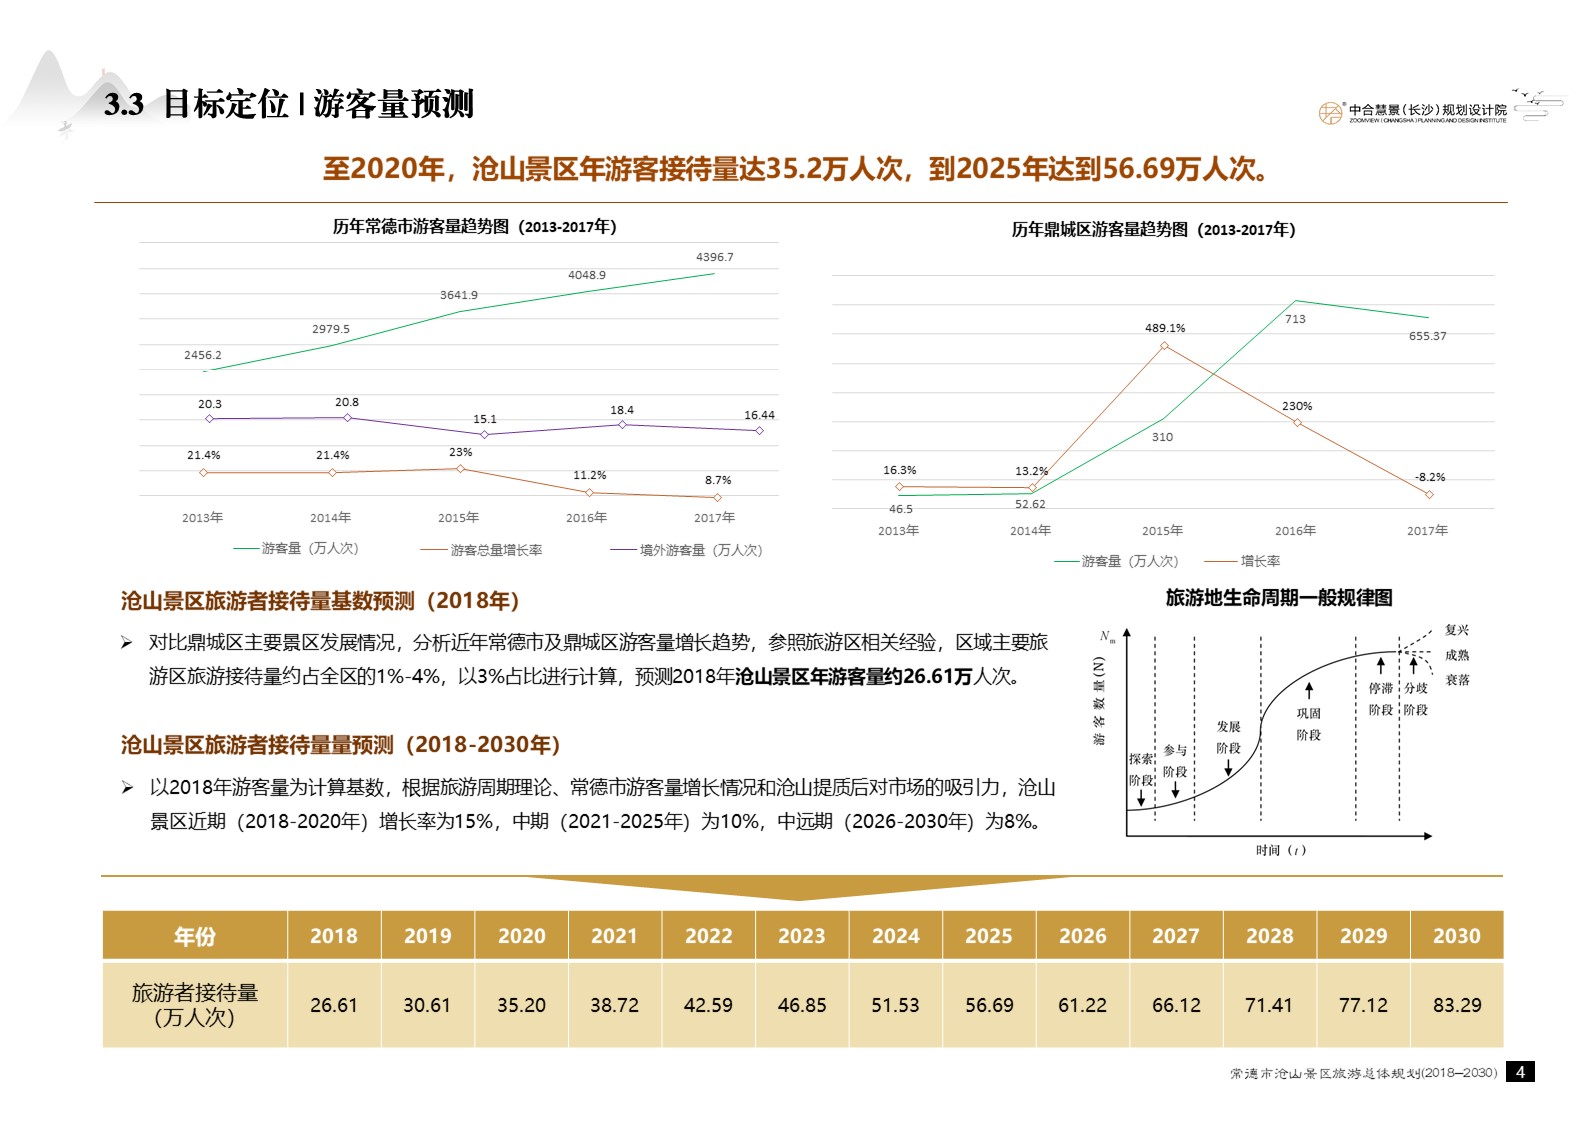 3.3 目标定位 | 游客量预测
中合慧景（长沙）规划设计院
ZOOMVIEW ( CHANGSHA ) PLANNING AND DESIGN INSTITUTE
至2020年，沧山景区年游客接待量达35.2万人次，到2025年达到56.69万人次。
历年常德市游客量趋势图（2013-2017年）
4396.7
4048.9
3641.9
2979.5
2456.2
20.3 20.8 15.1 18.4 16.44
21.4% 21.4% 23% 11.2% 8.7%
2013年 2014年 2015年 2016年 2017年
游客量（万人次） 游客总量增长率 境外游客量（万人次）
历年鼎城区游客量趋势图（2013-2017年）
489.1%
713
655.37
230%
310
16.3% 13.2% -8.2%
46.5 52.62
2013年 2014年 2015年 2016年 2017年
游客量（万人次） 增长率
沧山景区旅游者接待量基数预测（2018年）
➢ 对比鼎城区主要景区发展情况，分析近年常德市及鼎城区游客量增长趋势，参照旅游区相关经验，区域主要旅
游区旅游接待量约占全区的1%-4%，以3%占比进行计算，预测2018年沧山景区年游客量约26.61万人次。
沧山景区旅游者接待量量预测（2018-2030年）
➢ 以2018年游客量为计算基数，根据旅游周期理论、常德市游客量增长情况和沧山提质后对市场的吸引力，沧山
景区近期（2018-2020年）增长率为15%，中期（2021-2025年）为10%，中远期（2026-2030年）为8%。
旅游地生命周期一般规律图
Nm
游客数量(N)
复兴
成熟
衰落
探索
阶段
参与
阶段
发展
阶段
巩固
阶段
停滞
阶段
分歧
阶段
时间（t）
年份 2018 2019 2020 2021 2022 2023 2024 2025 2026 2027 2028 2029 2030
旅游者接待量
（万人次） 26.61 30.61 35.20 38.72 42.59 46.85 51.53 56.69 61.22 66.12 71.41 77.12 83.29
常德市沧山景区旅游总体规划(2018—2030) 4